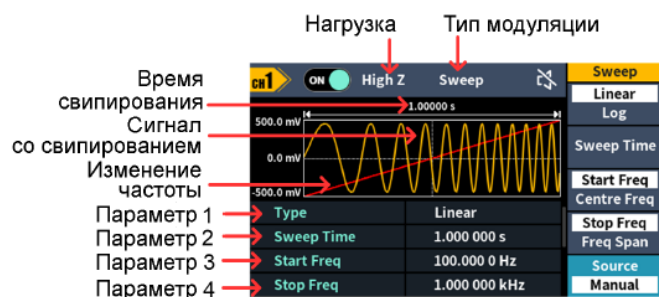 Нагрузка Тип модуляции
CH1 ON High Z Sweep
Время
свипирования
1.00000 s
Сигнал
со свипированием
Изменение
частоты
500.0 mV
0.0 mV
-500.0 mV
Параметр 1 Type Linear
Параметр 2 Sweep Time 1.000 000 s
Параметр 3 Start Freq 100.000 0 Hz
Параметр 4 Stop Freq 1.000 000 kHz
Sweep
Linear
Log
Sweep Time
Start Freq
Centre Freq
Stop Freq
Freq Span
Source
Manual